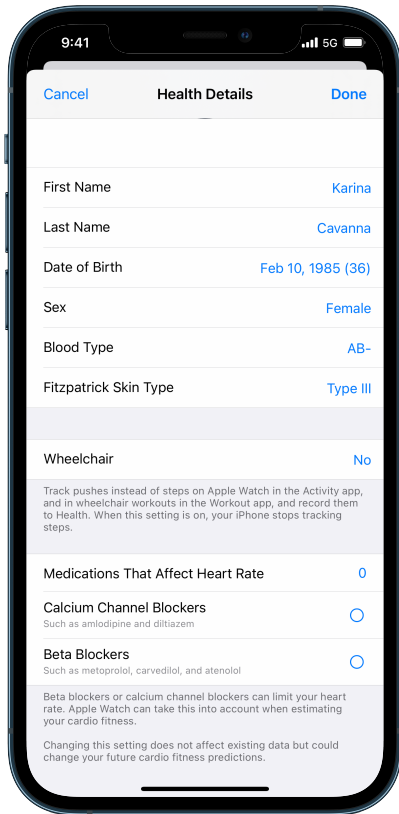 9:41 5G
Cancel Health Details Done
First Name Karina
Last Name Cavanna
Date of Birth Feb 10, 1985 (36)
Sex Female
Blood Type AB-
Fitzpatrick Skin Type Type III
Wheelchair No
Track pushes instead of steps on Apple Watch in the Activity app,
and in wheelchair workouts in the Workout app, and record them
to Health. When this setting is on, your iPhone stops tracking
steps.
Medications That Affect Heart Rate 0
Calcium Channel Blockers
Such as amlodipine and diltiazem
Beta Blockers
Such as metoprolol, carvedilol, and atenolol
Beta blockers or calcium channel blockers can limit your heart
rate. Apple Watch can take this into account when estimating
your cardio fitness.
Changing this setting does not affect existing data but could
change your future cardio fitness predictions.